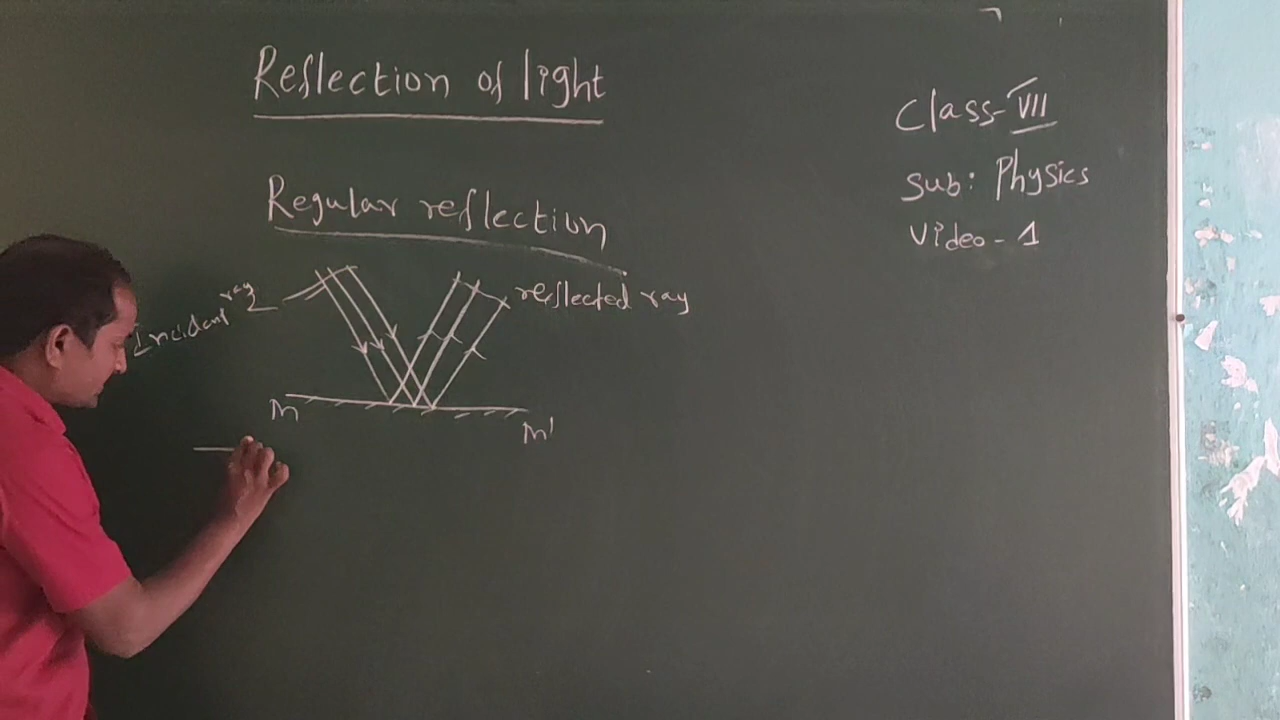 Reflection of light
Class-VII
Sub: Physics
Video-1
Regular reflection
Incident ray
reflected ray
M
M'